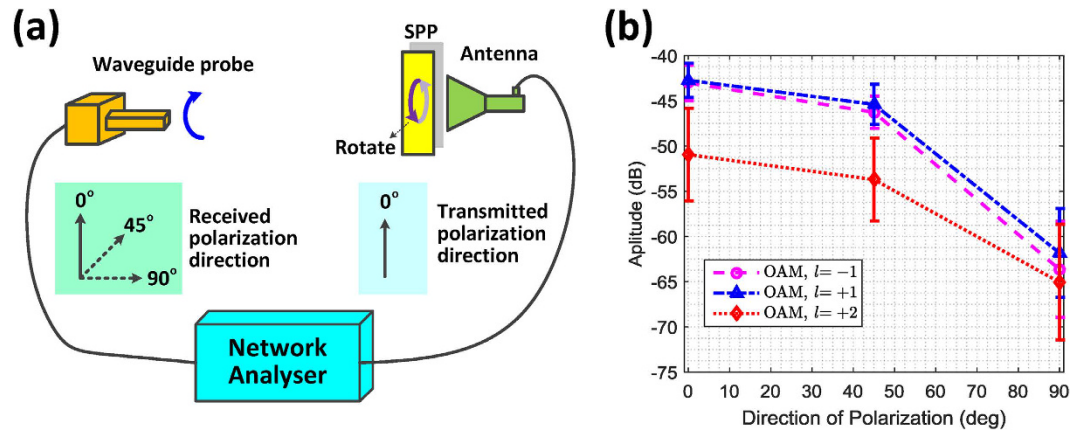 (a)
SPP
Antenna
Waveguide probe
Rotate
0°
45°
90°
Received
polarization
direction
0°
Transmitted
polarization
direction
Network
Analyser
(b)
-40
-45
-50
-55
-60
-65
-70
-75
Aplitude (dB)
OAM, l= −1
OAM, l= +1
OAM, l= +2
0 10 20 30 40 50 60 70 80 90
Direction of Polarization (deg)